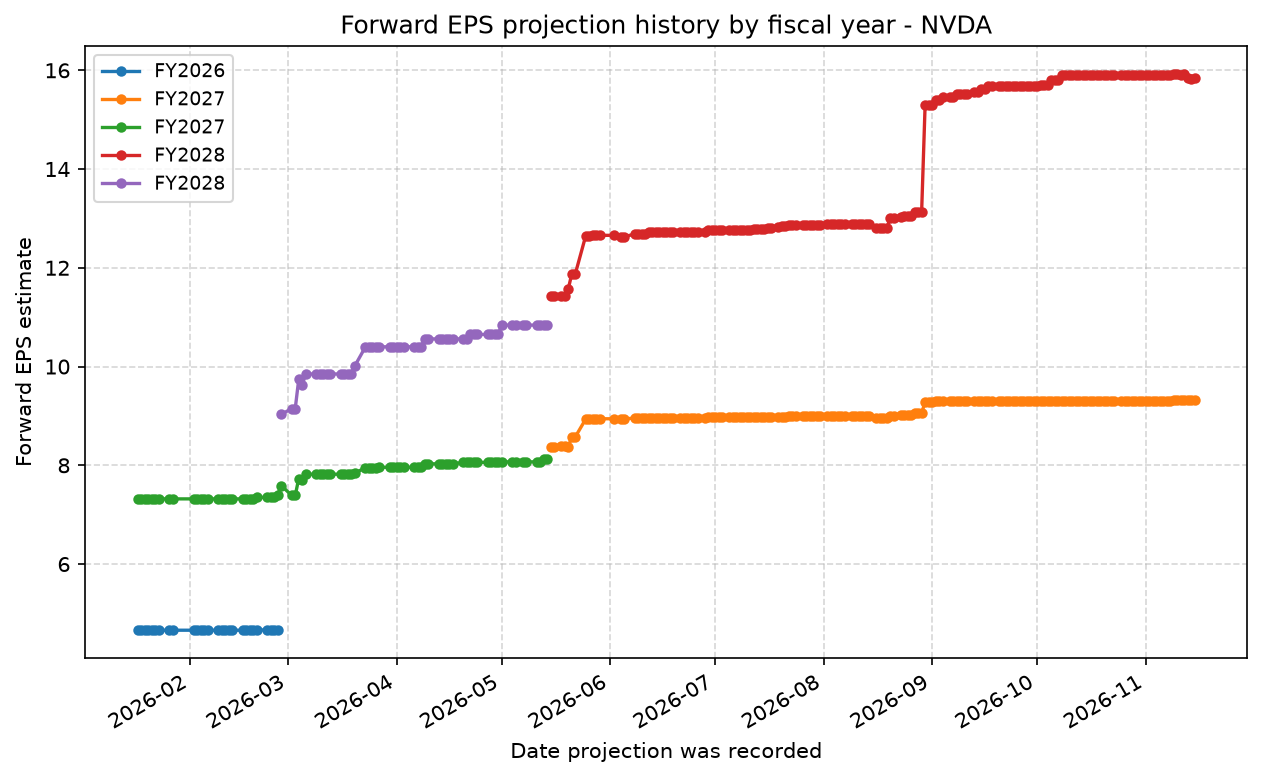 Forward EPS projection history by fiscal year - NVDA
FY2026
FY2027
FY2027
FY2028
FY2028
Forward EPS estimate
16
14
12
10
8
6
2026-02
2026-03
2026-04
2026-05
2026-06
2026-07
2026-08
2026-09
2026-10
2026-11
Date projection was recorded